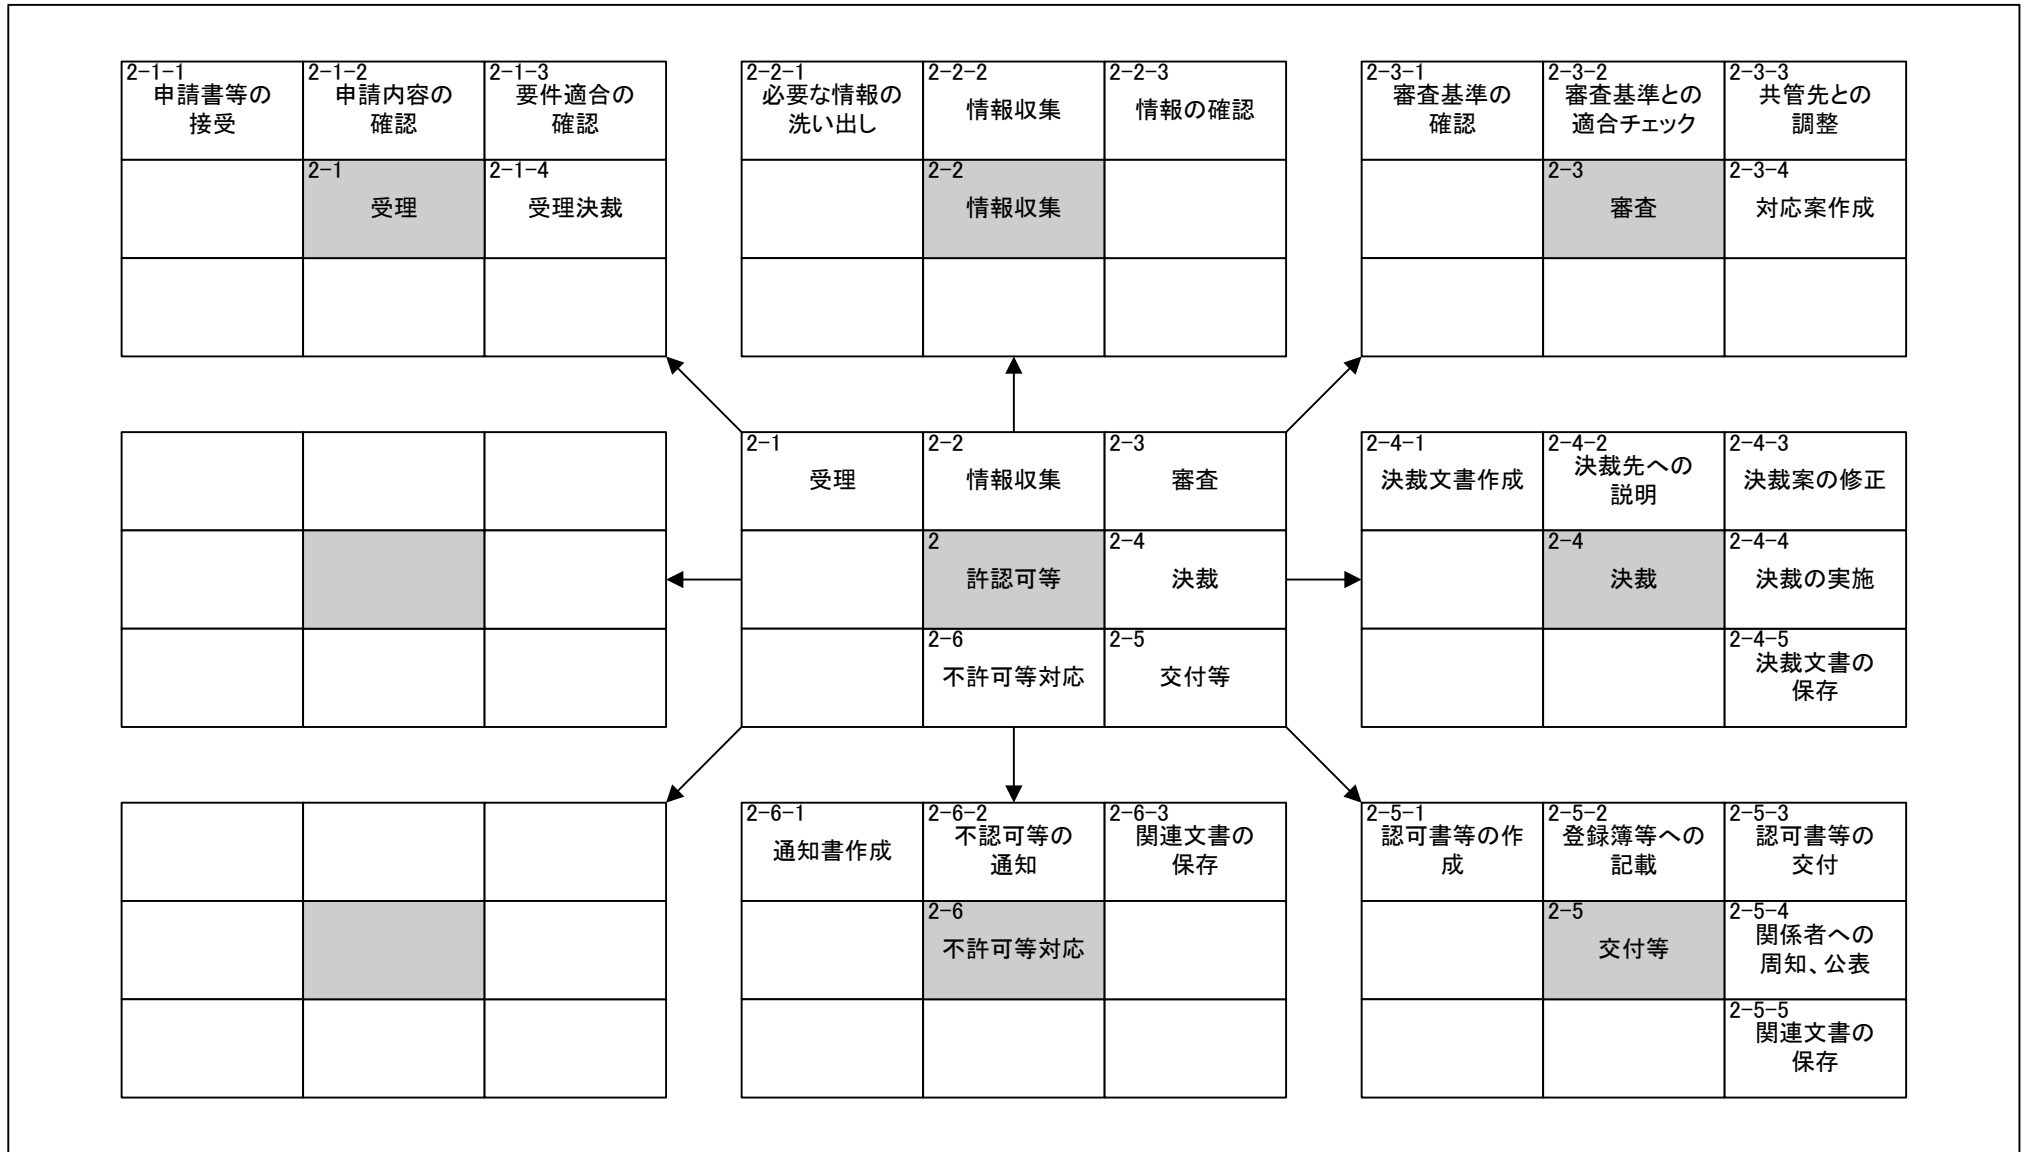 2-1-1
申請書等の
接受
2-1-2
申請内容の
確認
2-1-3
要件適合の
確認
2-1
受理
2-1-4
受理決裁
2-2-1
必要な情報の
洗い出し
2-2-2
情報収集
2-2-3
情報の確認
2-2
情報収集
2-3-1
審査基準の
確認
2-3-2
審査基準との
適合チェック
2-3-3
共管先との
調整
2-3
審査
2-3-4
対応案作成
2-1
受理
2-2
情報収集
2-3
審査
2
許認可等
2-4
決裁
2-6
不許可等対応
2-5
交付等
2-4-1
決裁文書作成
2-4-2
決裁先への
説明
2-4-3
決裁案の修正
2-4
決裁
2-4-4
決裁の実施
2-4-5
決裁文書の
保存
2-6-1
通知書作成
2-6-2
不認可等の
通知
2-6-3
関連文書の
保存
2-6
不許可等対応
2-5-1
認可書等の作
成
2-5-2
登録簿等への
記載
2-5-3
認可書等の
交付
2-5
交付等
2-5-4
関係者への
周知、公表
2-5-5
関連文書の
保存